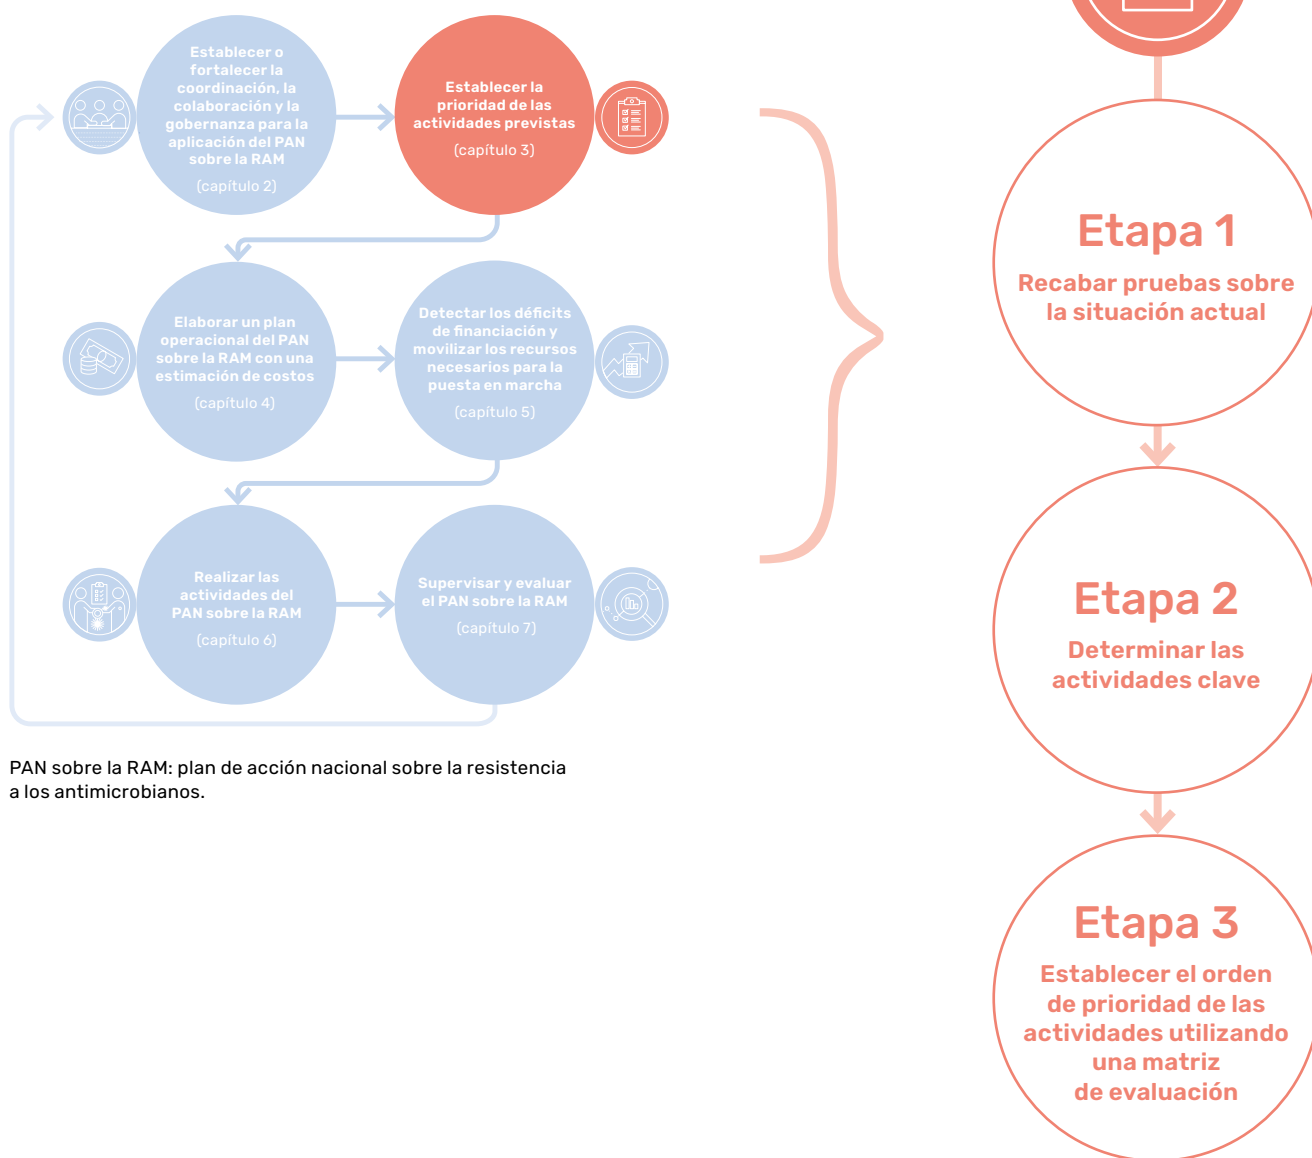 Establecer o
fortalecer la
coordinación, la
colaboración y la
gobernanza para la
aplicación del PAN
sobre la RAM
(capítulo 2)
Establecer la
prioridad de las
actividades previstas
(capítulo 3)
Elaborar un plan
operacional del PAN
sobre la RAM con una
estimación de costos
(capítulo 4)
Detectar los déficits
de financiación y
movilizar los recursos
necesarios para la
puesta en marcha
(capítulo 5)
Realizar las
actividades del
PAN sobre la RAM
(capítulo 6)
Supervisar y evaluar
el PAN sobre la RAM
(capítulo 7)
PAN sobre la RAM: plan de acción nacional sobre la resistencia
a los antimicrobianos.
Etapa 1
Recabar pruebas sobre
la situación actual
Etapa 2
Determinar las
actividades clave
Etapa 3
Establecer el orden
de prioridad de las
actividades utilizando
una matriz
de evaluación